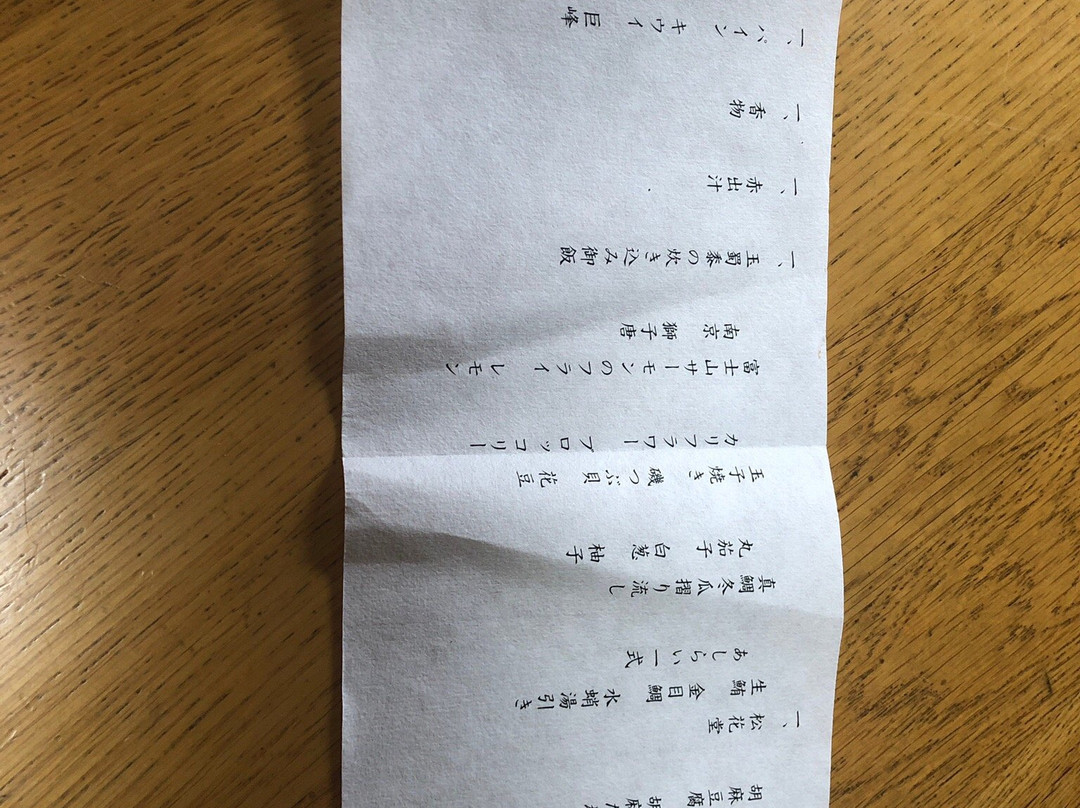 胡麻豆腐　胡麻
一、松花堂
生鮪　金目鯛　水蛸湯引き
あしらい一式
真鯛冬瓜摺り流し
丸茄子　白葱　柚子
玉子焼き　磯つぶ貝　花豆
カリフラワー　ブロッコリー
富士山サーモンのフライ　レモン
南京　獅子唐
一、玉蜀黍の炊き込み御飯
一、赤出汁
一、香物
一、パイン　キウイ　巨峰